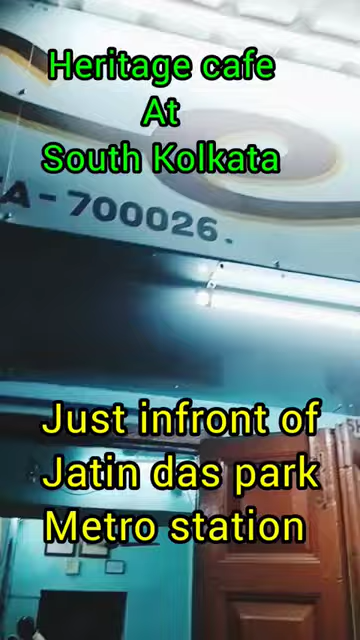 Heritage cafe
At
South Kolkata
A-700026.
Just infront of
Jatin das park
Metro station